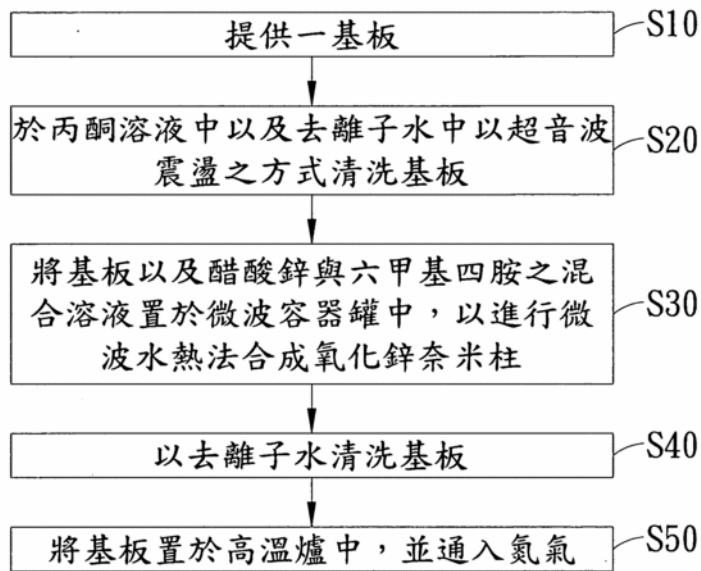 提供一基板
S10
於丙酮溶液中以及去離子水中以超音波
震盪之方式清洗基板
S20
將基板以及醋酸鋅與六甲基四胺之混
合溶液置於微波容器罐中，以進行微
波水熱法合成氧化鋅奈米柱
S30
以去離子水清洗基板
S40
將基板置於高溫爐中，並通入氮氣
S50